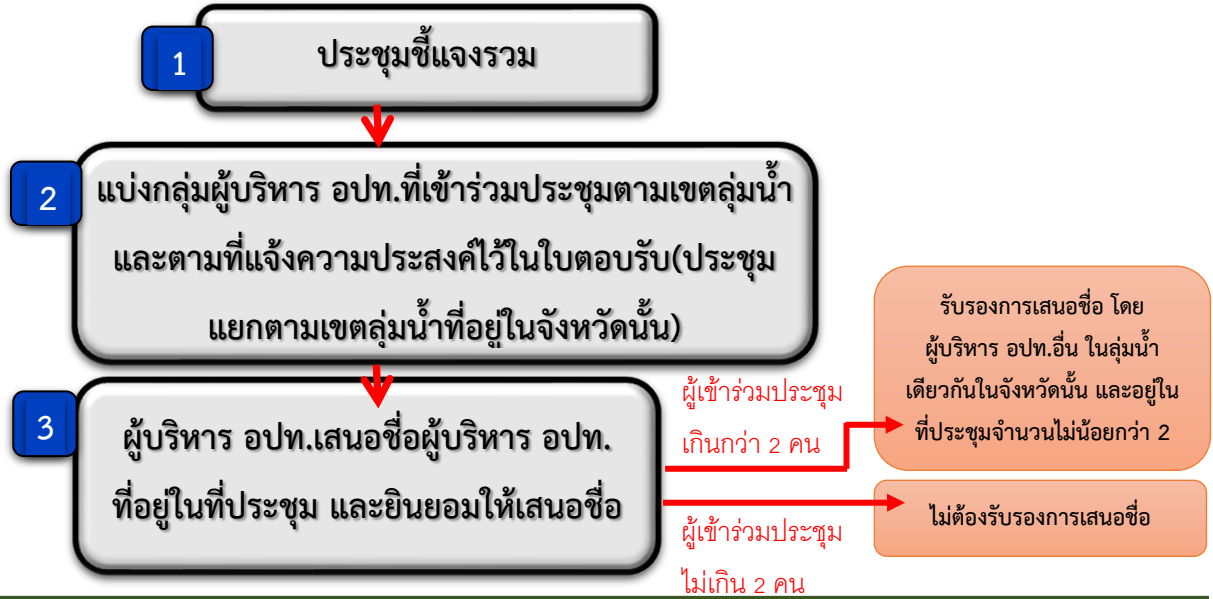 1
ประชุมชี้แจงรวม
2
แบ่งกลุ่มผู้บริหาร อปท.ที่เข้าร่วมประชุมตามเขตลุ่มน้ำ
และตามที่แจ้งความประสงค์ไว้ในใบตอบรับ(ประชุม
แยกตามเขตลุ่มน้ำที่อยู่ในจังหวัดนั้น)
3
ผู้บริหาร อปท.เสนอชื่อผู้บริหาร อปท.
ที่อยู่ในที่ประชุม และยินยอมให้เสนอชื่อ
ผู้เข้าร่วมประชุม
เกินกว่า 2 คน
รับรองการเสนอชื่อ โดย
ผู้บริหาร อปท.อื่น ในลุ่มน้ำ
เดียวกันในจังหวัดนั้น และอยู่ใน
ที่ประชุมจำนวนไม่น้อยกว่า 2
ผู้เข้าร่วมประชุม
ไม่เกิน 2 คน
ไม่ต้องรับรองการเสนอชื่อ